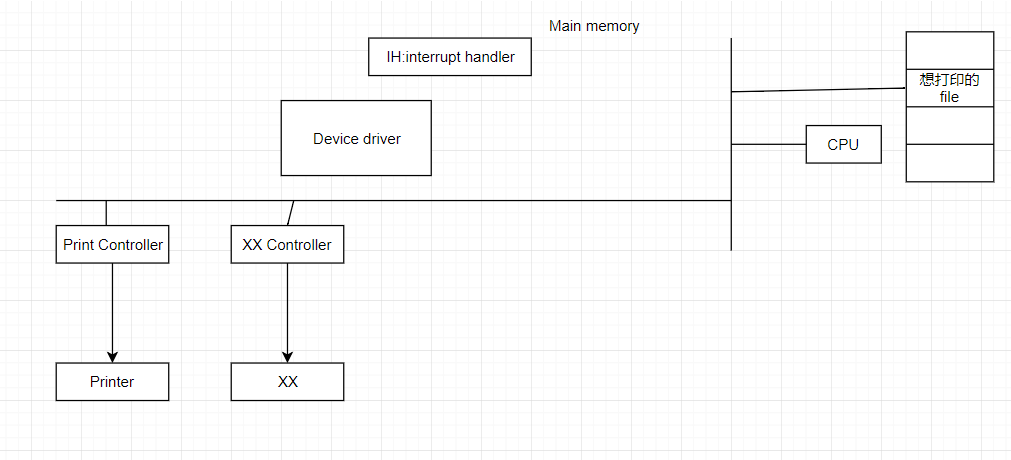 Main memory
IH:interrupt handler
想打印的
file
Device driver
CPU
Print Controller
XX Controller
Printer
XX